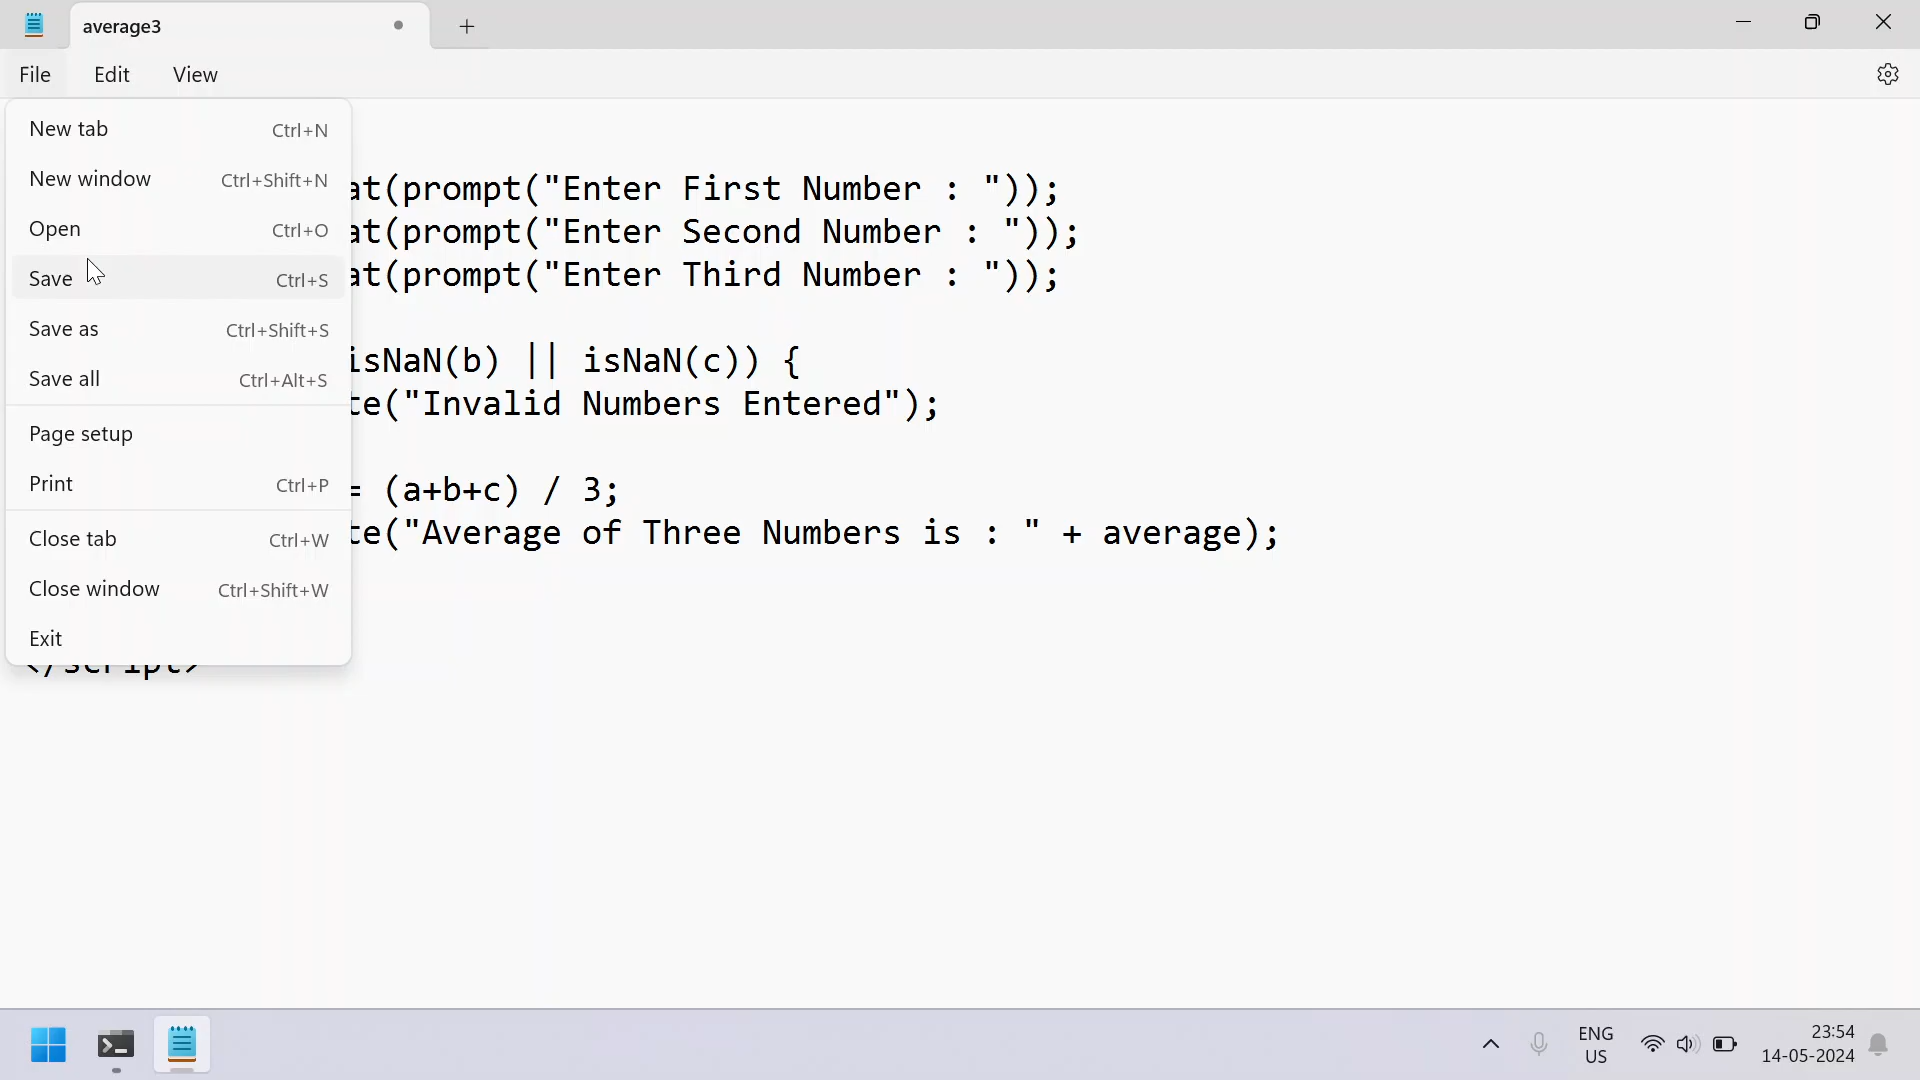 average3
File Edit View
New tab Ctrl+N
New window Ctrl+Shift+N
Open Ctrl+O
Save Ctrl+S
Save as Ctrl+Shift+S
Save all Ctrl+Alt+S
Page setup
Print Ctrl+P
Close tab Ctrl+W
Close window Ctrl+Shift+W
Exit
at(prompt("Enter First Number : "));
at(prompt("Enter Second Number : "));
at(prompt("Enter Third Number : "));
isNaN(b) || isNaN(c)) {
te("Invalid Numbers Entered");
= (a+b+c) / 3;
te("Average of Three Numbers is : " + average);
</script>
ENG
US
23:54
14-05-2024